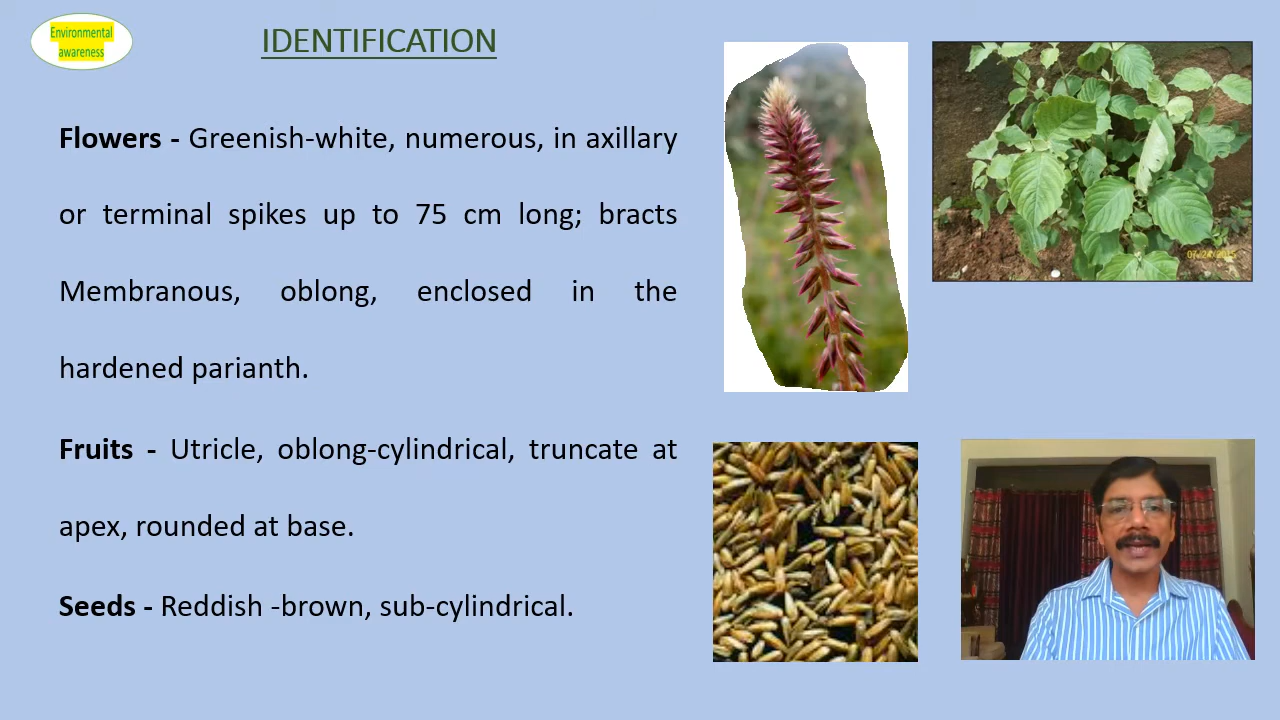 Environmental
awareness
IDENTIFICATION
Flowers - Greenish-white, numerous, in axillary
or terminal spikes up to 75 cm long; bracts
Membranous, oblong, enclosed in the
hardened parianth.
Fruits - Utricle, oblong-cylindrical, truncate at
apex, rounded at base.
Seeds - Reddish -brown, sub-cylindrical.